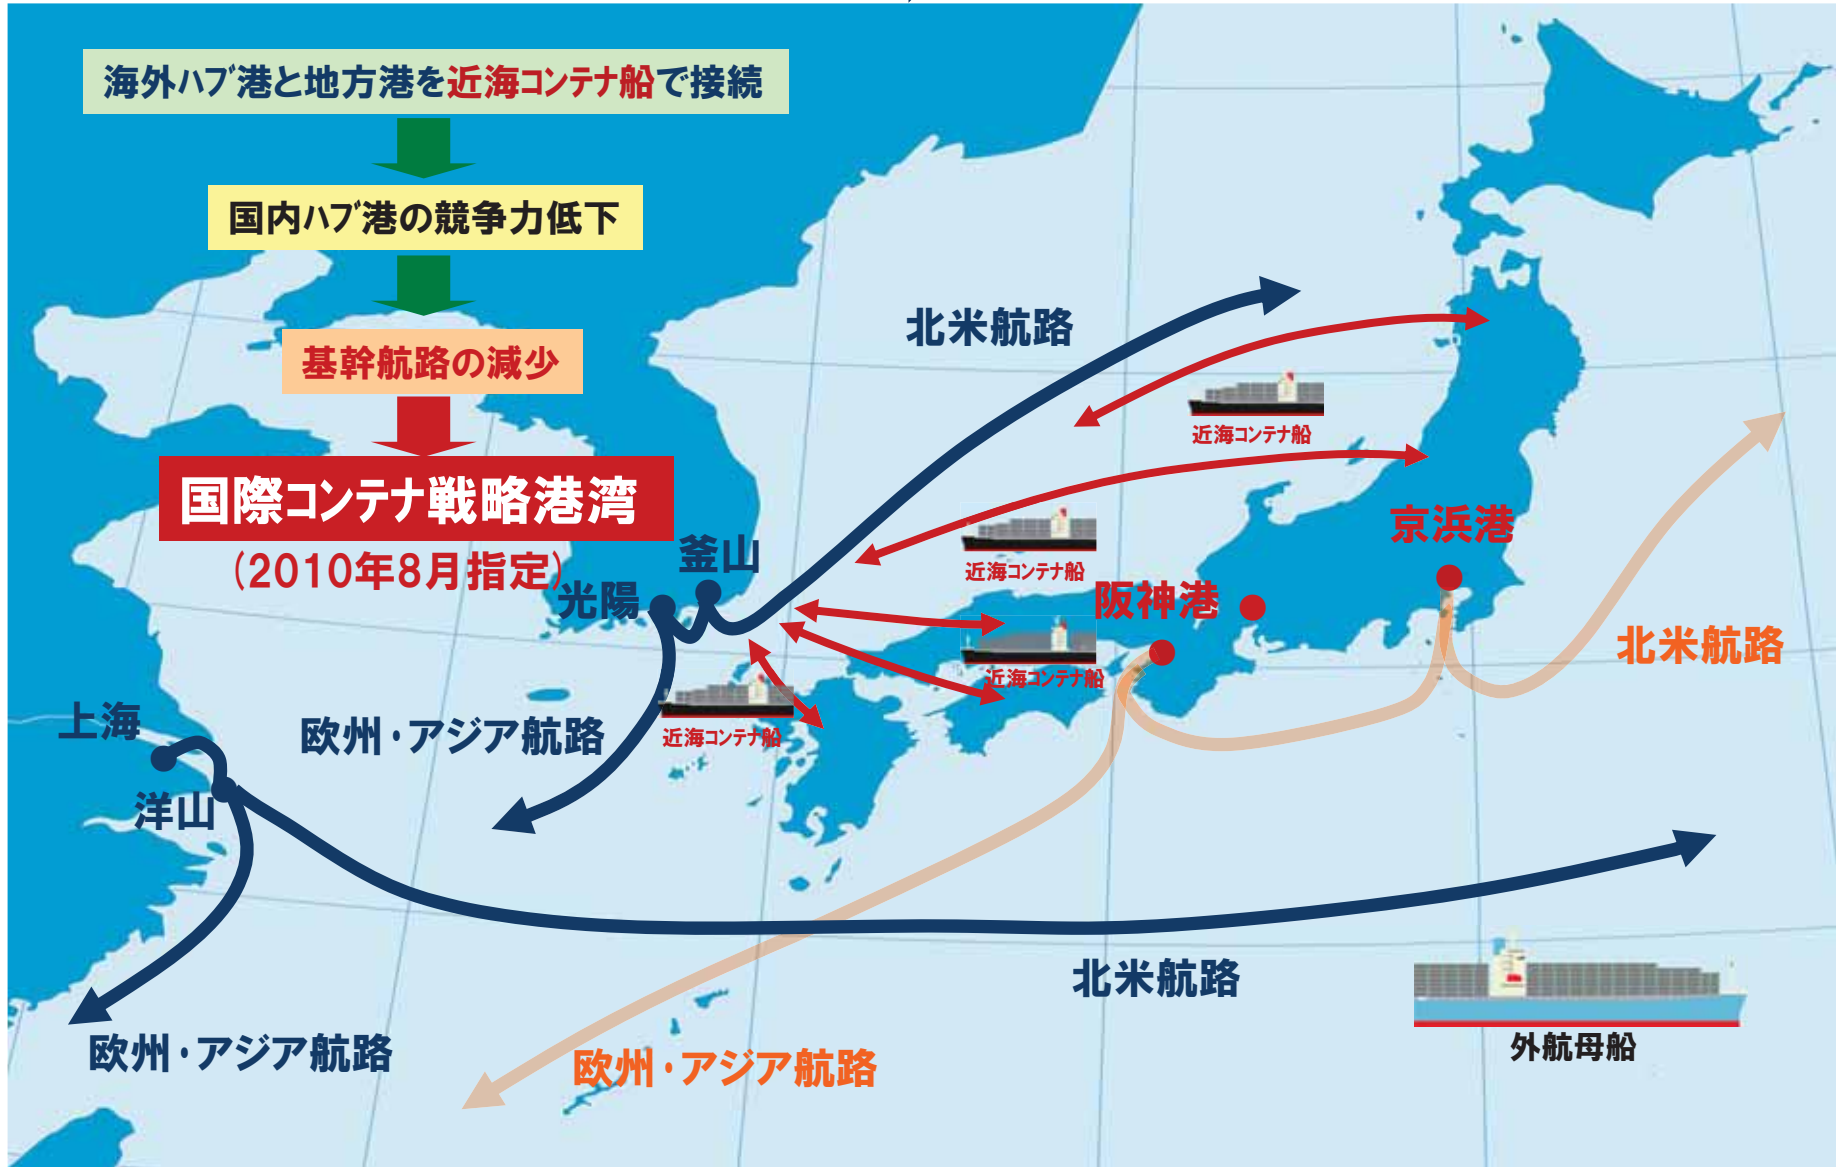 海外ﾊﾌﾞ港と地方港を近海ｺﾝﾃﾅ船で接続
国内ﾊﾌﾞ港の競争力低下
基幹航路の減少
国際ｺﾝﾃﾅ戦略港湾
(2010年8月指定)
北米航路
近海ｺﾝﾃﾅ船
近海ｺﾝﾃﾅ船
京浜港
釜山
光陽
阪神港
北米航路
近海ｺﾝﾃﾅ船
近海ｺﾝﾃﾅ船
上海
欧州・アジア航路
洋山
北米航路
欧州・アジア航路
欧州・アジア航路
外航母船